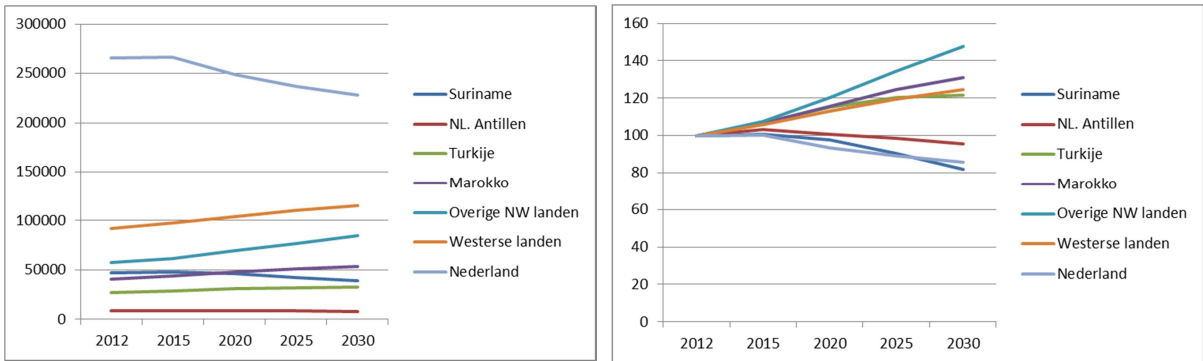 300000
250000
200000
150000
100000
50000
0
2012 2015 2020 2025 2030
Suriname
NL. Antillen
Turkije
Marokko
Overige NW landen
Westerse landen
Nederland
160
140
120
100
80
60
40
20
0
2012 2015 2020 2025 2030
Suriname
NL. Antillen
Turkije
Marokko
Overige NW landen
Westerse landen
Nederland